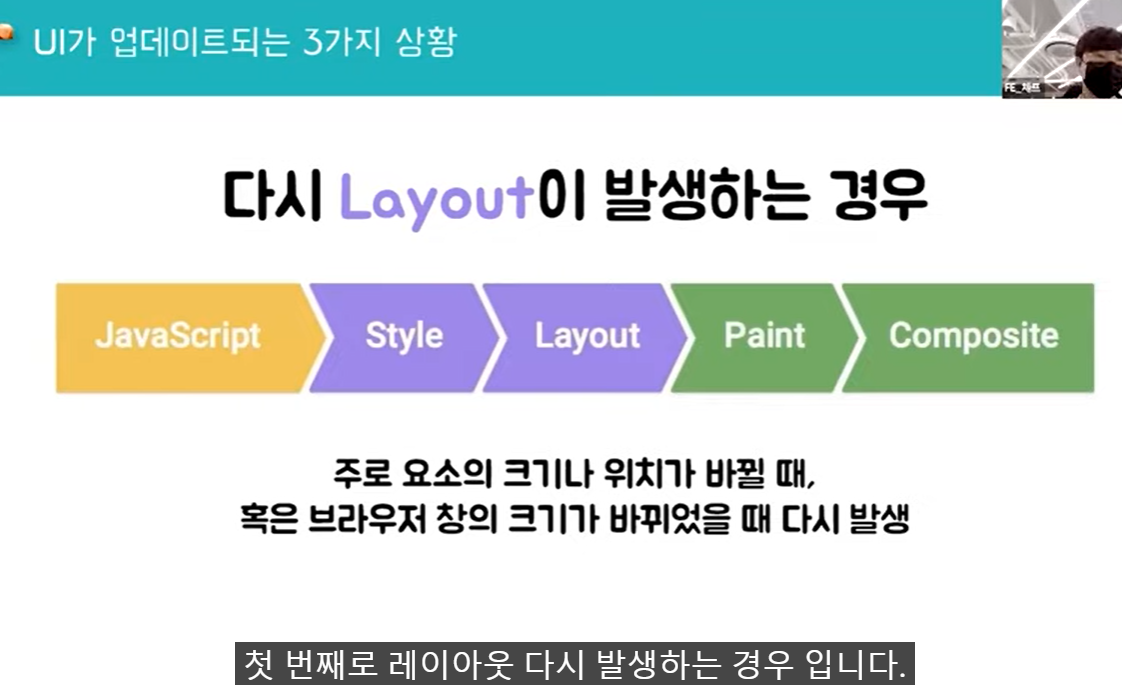 UI가 업데이트되는 3가지 상황
FE_체프
다시 Layout이 발생하는 경우
JavaScript
Style
Layout
Paint
Composite
주로 요소의 크기나 위치가 바뀔 때,
혹은 브라우저 창의 크기가 바뀌었을 때 다시 발생
첫 번째로 레이아웃 다시 발생하는 경우 입니다.